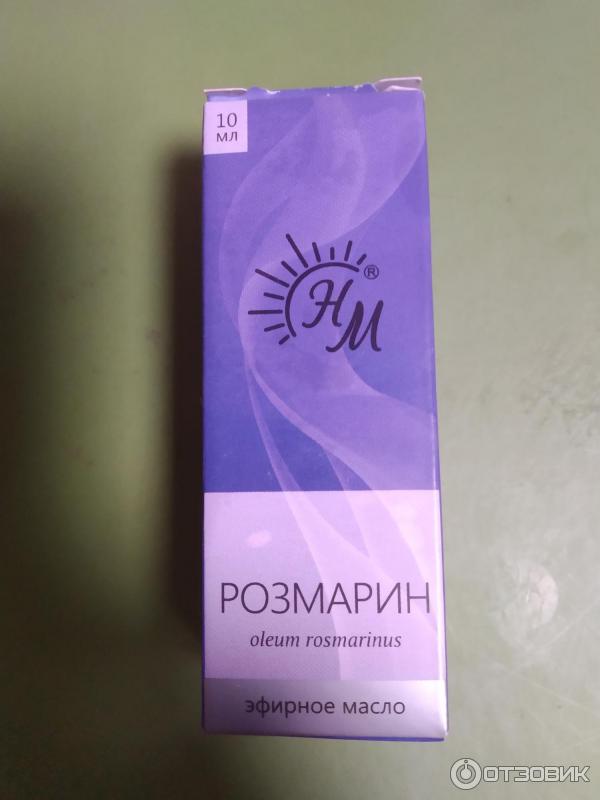 10
мл
НМ®
РОЗМАРИН
oleum rosmarinus
эфирное масло
ОТЗОВИК